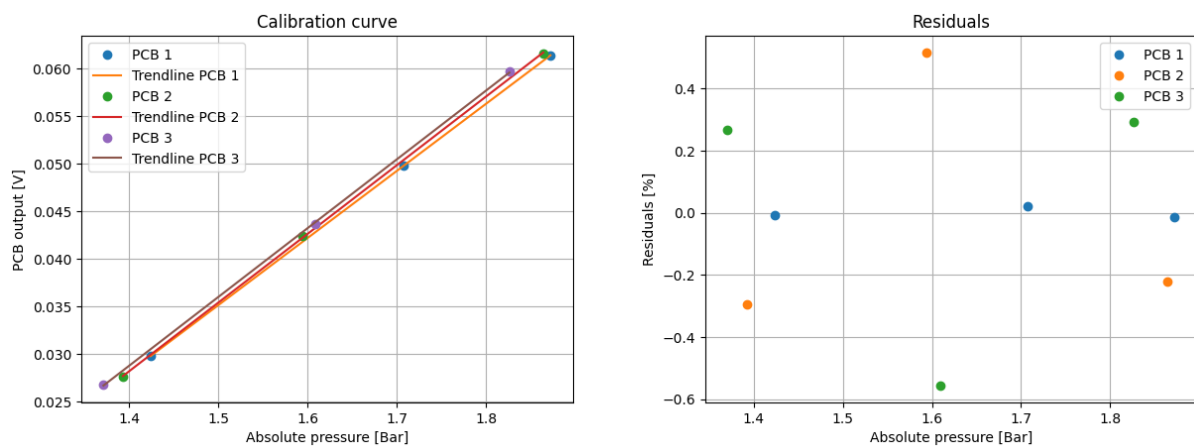 Calibration curve
PCB 1
Trendline PCB 1
PCB 2
Trendline PCB 2
PCB 3
Trendline PCB 3
0.060
0.055
0.050
0.045
0.040
0.035
0.030
0.025
PCB output [V]
1.4
1.5
1.6
1.7
1.8
Absolute pressure [Bar]
Residuals
PCB 1
PCB 2
PCB 3
0.4
0.2
0.0
−0.2
−0.4
−0.6
Residuals [%]
1.4
1.5
1.6
1.7
1.8
Absolute pressure [Bar]